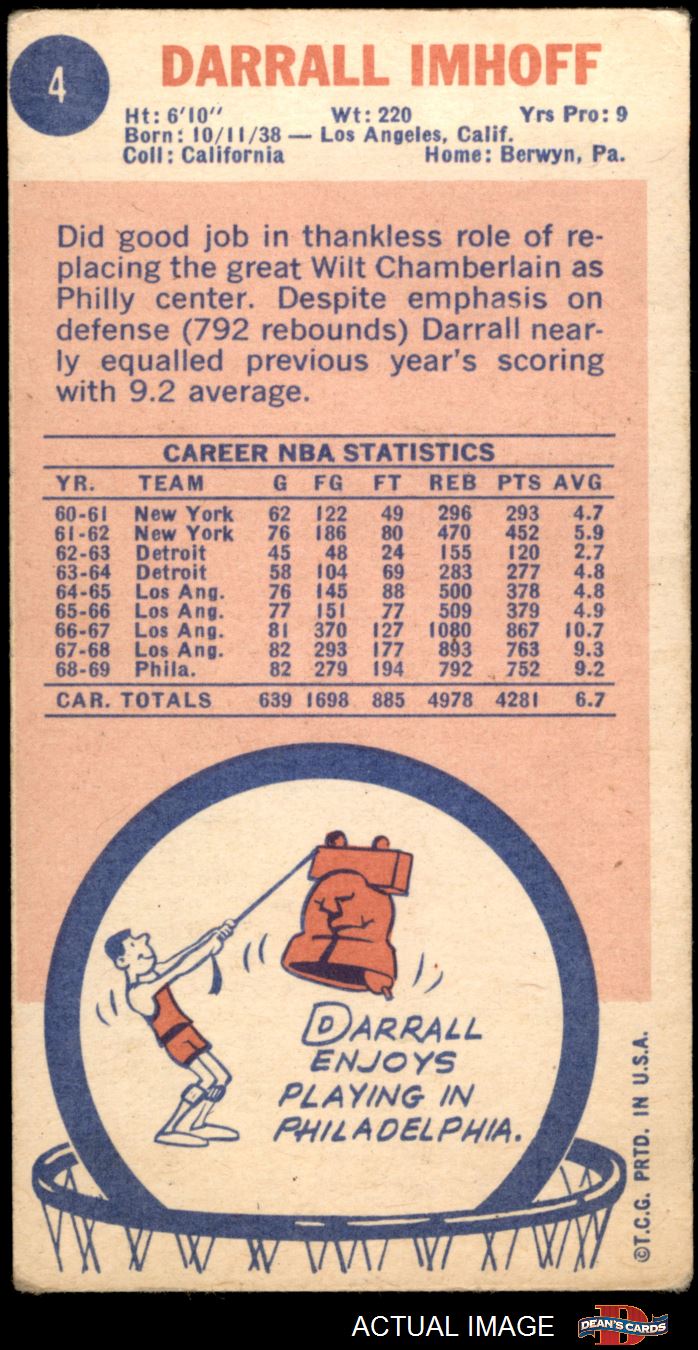 4
DARRALL IMHOFF
Ht: 6'10" Wt: 220 Yrs Pro: 9
Born: 10/11/38 — Los Angeles, Calif.
Coll: California Home: Berwyn, Pa.
Did good job in thankless role of re-
placing the great Wilt Chamberlain as
Philly center. Despite emphasis on
defense (792 rebounds) Darrall near-
ly equalled previous year's scoring
with 9.2 average.
CAREER NBA STATISTICS
YR. TEAM G FG FT REB PTS AVG
60-61 New York 62 122 49 296 293 4.7
61-62 New York 76 186 80 470 452 5.9
62-63 Detroit 45 48 24 155 120 2.7
63-64 Detroit 58 104 69 283 277 4.8
64-65 Los Ang. 76 145 88 500 378 4.8
65-66 Los Ang. 77 151 77 509 379 4.9
66-67 Los Ang. 81 370 127 1080 867 10.7
67-68 Los Ang. 82 293 177 893 763 9.3
68-69 Phila. 82 279 194 792 752 9.2
CAR. TOTALS 639 1698 885 4978 4281 6.7
DARRALL
ENJOYS
PLAYING IN
PHILADELPHIA.
©T.C.G. PRTD. IN U.S.A.
ACTUAL IMAGE
D
DEAN'S CARDS